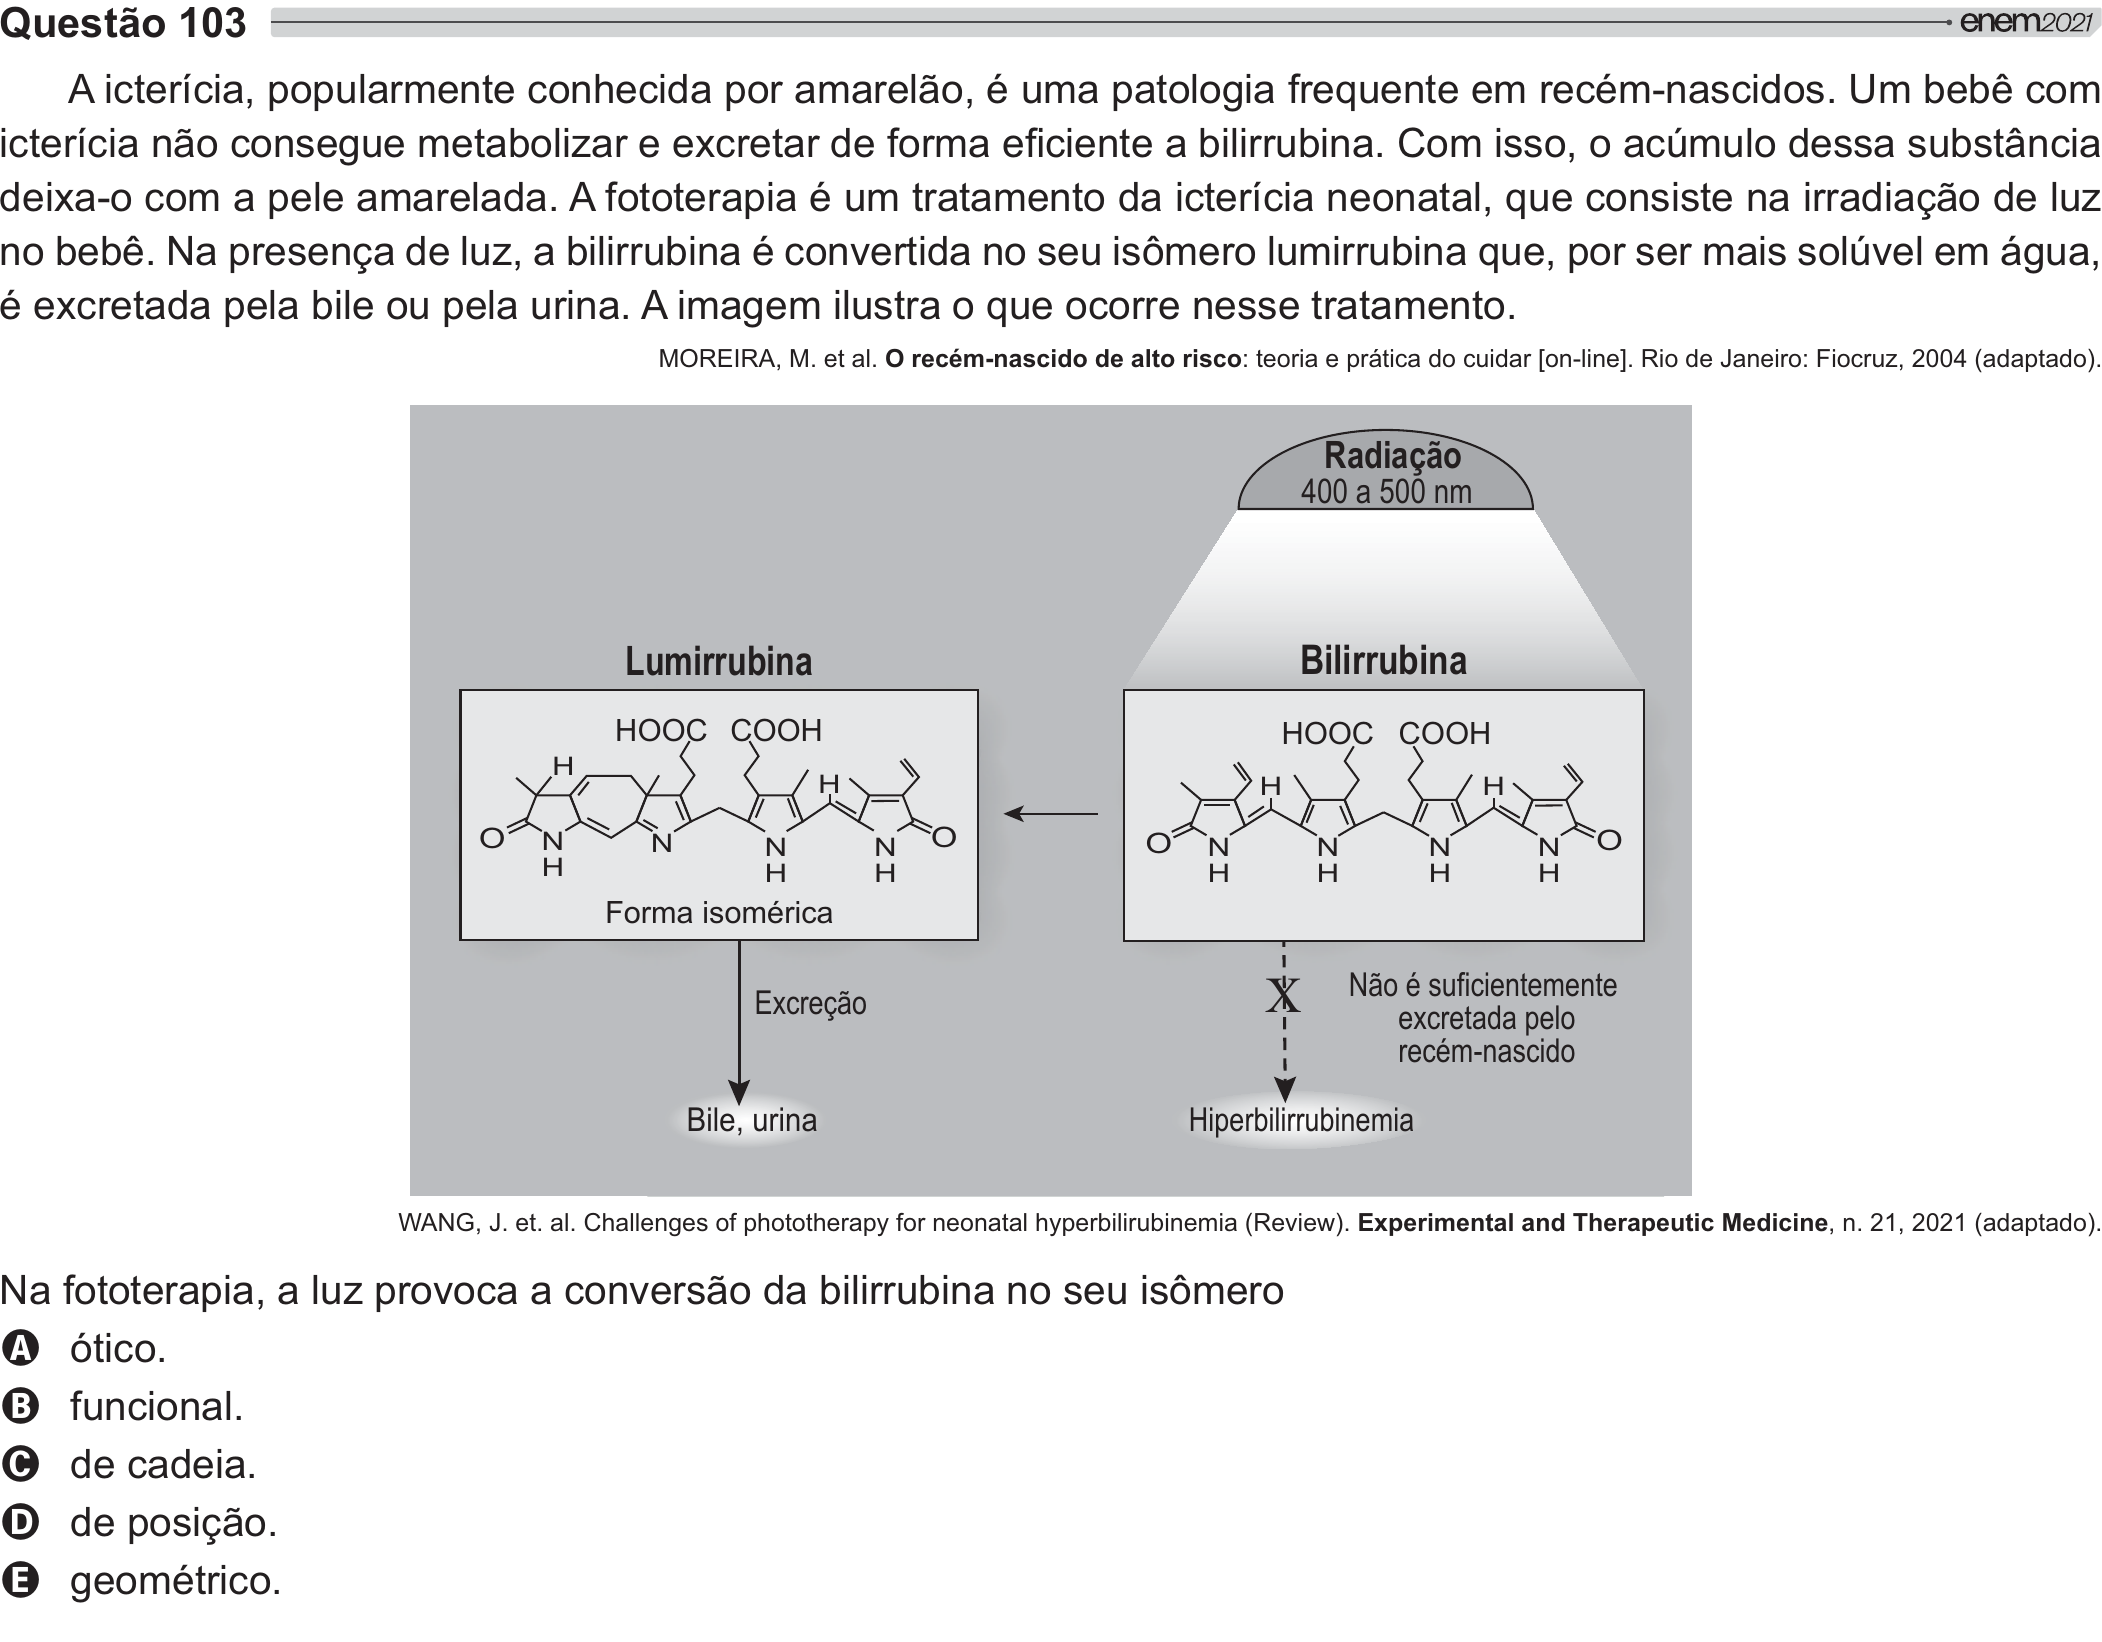 Questão 103
enem2021
A icterícia, popularmente conhecida por amarelão, é uma patologia frequente em recém-nascidos. Um bebê com
icterícia não consegue metabolizar e excretar de forma eficiente a bilirrubina. Com isso, o acúmulo dessa substância
deixa-o com a pele amarelada. A fototerapia é um tratamento da icterícia neonatal, que consiste na irradiação de luz
no bebê. Na presença de luz, a bilirrubina é convertida no seu isômero lumirrubina que, por ser mais solúvel em água,
é excretada pela bile ou pela urina. A imagem ilustra o que ocorre nesse tratamento.
MOREIRA, M. et al. O recém-nascido de alto risco: teoria e prática do cuidar [on-line]. Rio de Janeiro: Fiocruz, 2004 (adaptado).
Radiação
400 a 500 nm
Lumirrubina
Bilirrubina
HOOC COOH
H
H
O
N
H
N
N
H
N
H
O
Forma isomérica
HOOC COOH
H
H
O
N
H
N
H
N
H
N
H
O
Excreção
Bile, urina
X
Não é suficientemente
excretada pelo
recém-nascido
Hiperbilirrubinemia
WANG, J. et. al. Challenges of phototherapy for neonatal hyperbilirubinemia (Review). Experimental and Therapeutic Medicine, n. 21, 2021 (adaptado).
Na fototerapia, a luz provoca a conversão da bilirrubina no seu isômero
A ótico.
B funcional.
C de cadeia.
D de posição.
E geométrico.